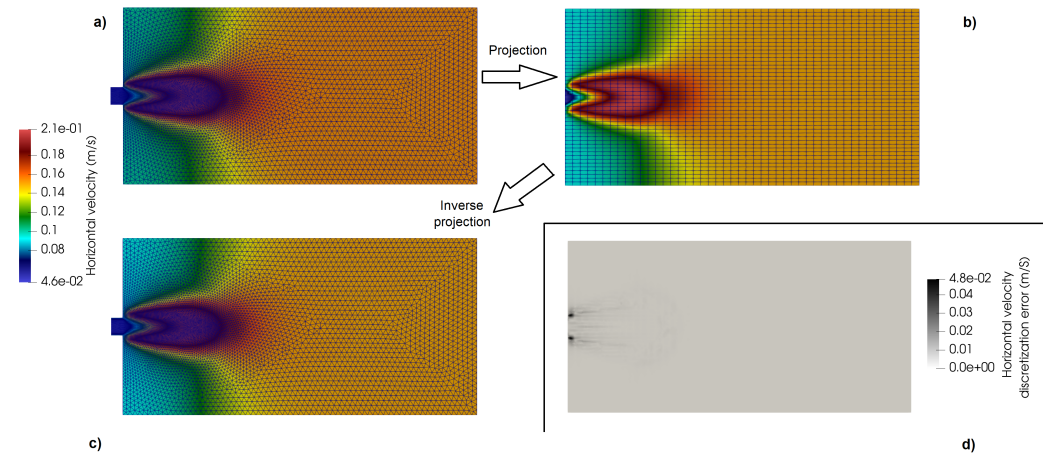 a)
b)
Projection
2.1e-01
0.18
0.16
0.14
0.12
0.1
0.08
4.6e-02
Horizontal velocity (m/s)
Inverse
projection
4.8e-02
0.04
0.03
0.02
0.01
0.0e+00
Horizontal velocity
discretization error (m/S)
c)
d)